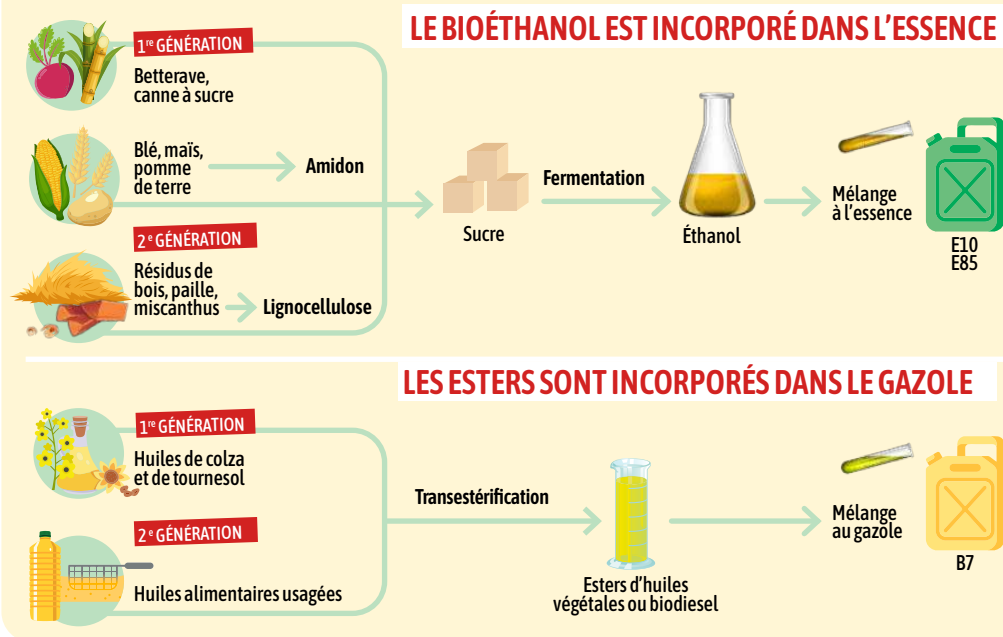 LE BIOÉTHANOL EST INCORPORÉ DANS L'ESSENCE
1re GÉNÉRATION
Betterave,
canne à sucre
Blé, maïs,
pomme
de terre
Amidon
2e GÉNÉRATION
Résidus de
bois, paille,
miscanthus
Lignocellulose
Sucre
Fermentation
Éthanol
Mélange
à l'essence
E10
E85
LES ESTERS SONT INCORPORÉS DANS LE GAZOLE
1re GÉNÉRATION
Huiles de colza
et de tournesol
2e GÉNÉRATION
Huiles alimentaires usagées
Transestérification
Esters d'huiles
végétales ou biodiesel
Mélange
au gazole
B7